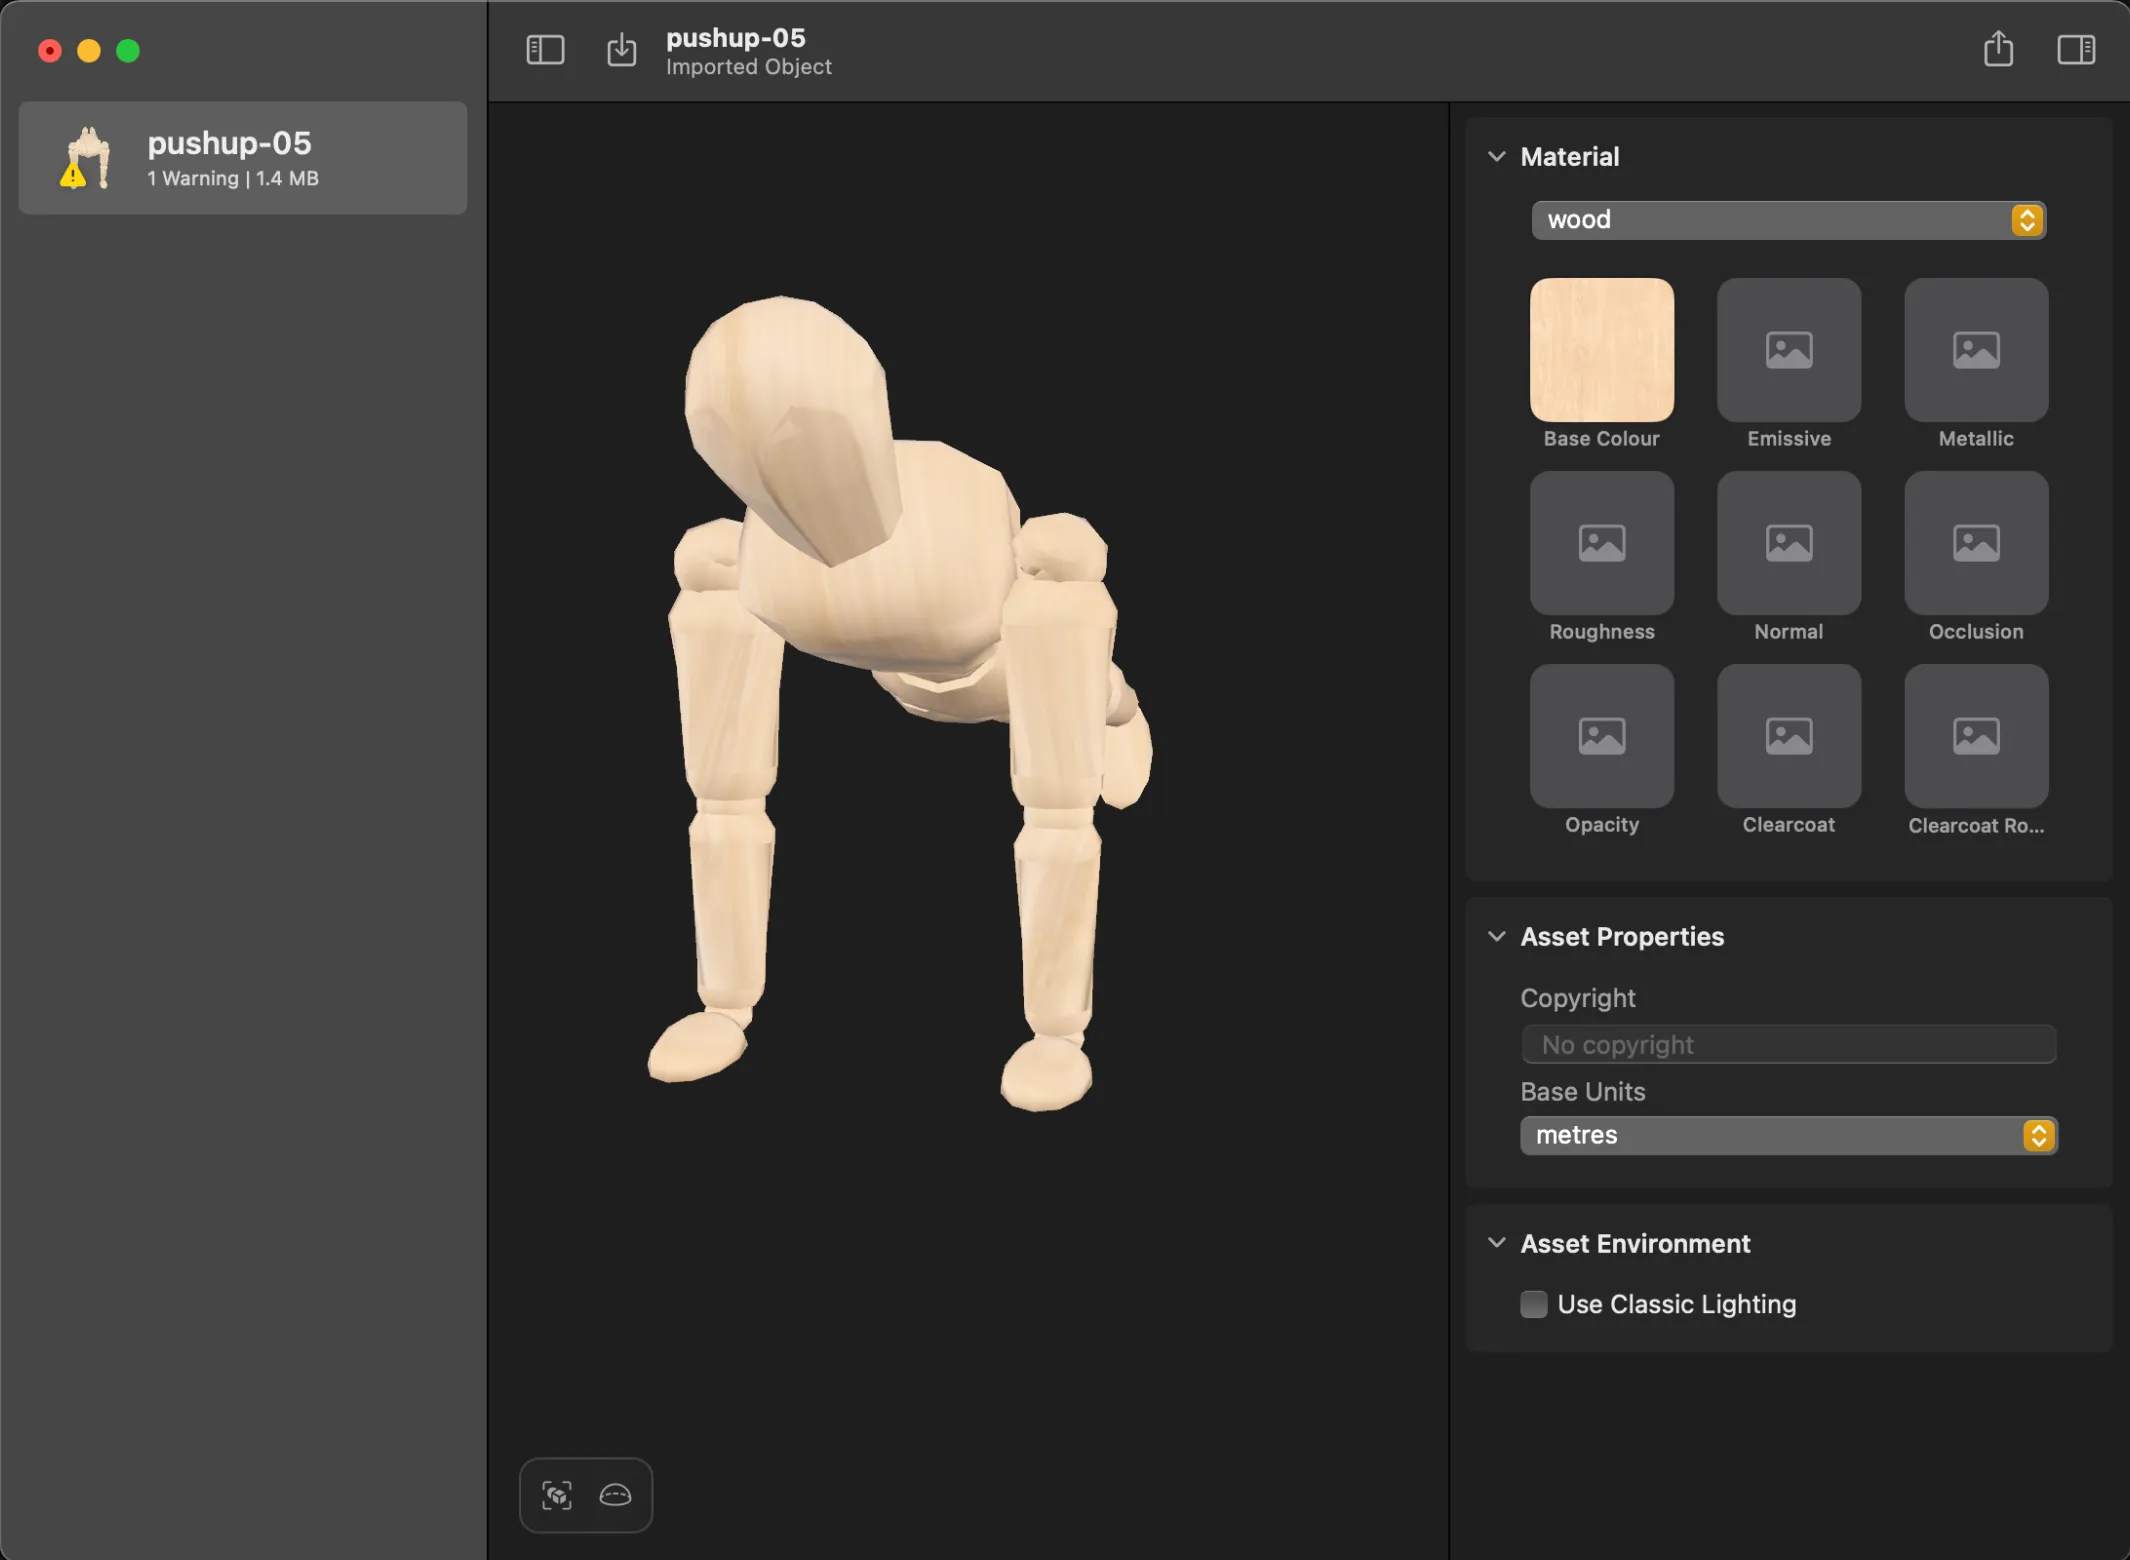 pushup-05
1 Warning | 1.4 MB
pushup-05
Imported Object
Material
wood
Base Colour
Emissive
Metallic
Roughness
Normal
Occlusion
Opacity
Clearcoat
Clearcoat Ro...
Asset Properties
Copyright
No copyright
Base Units
metres
Asset Environment
Use Classic Lighting